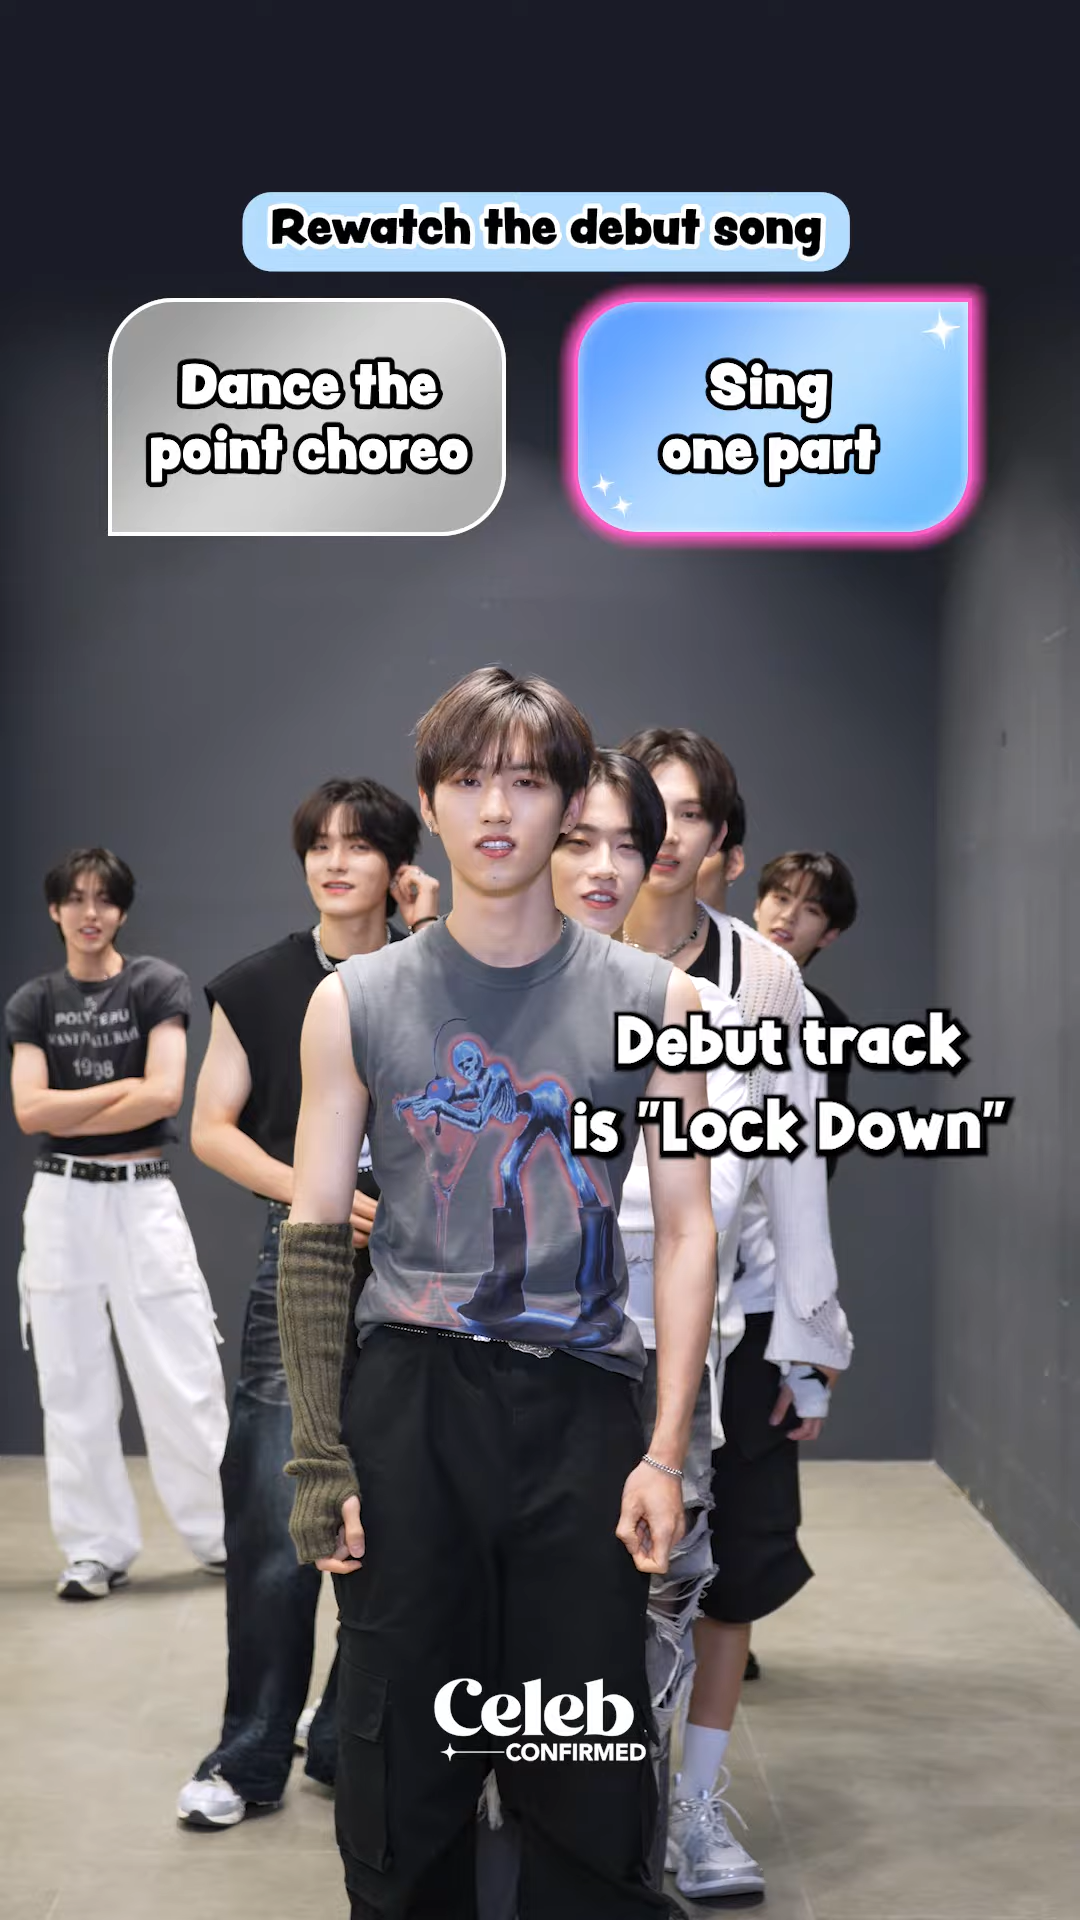 Rewatch the debut song
Dance the
point choreo
Sing
one part
Debut track
is "Lock Down"
1998
Celeb
CONFIRMED